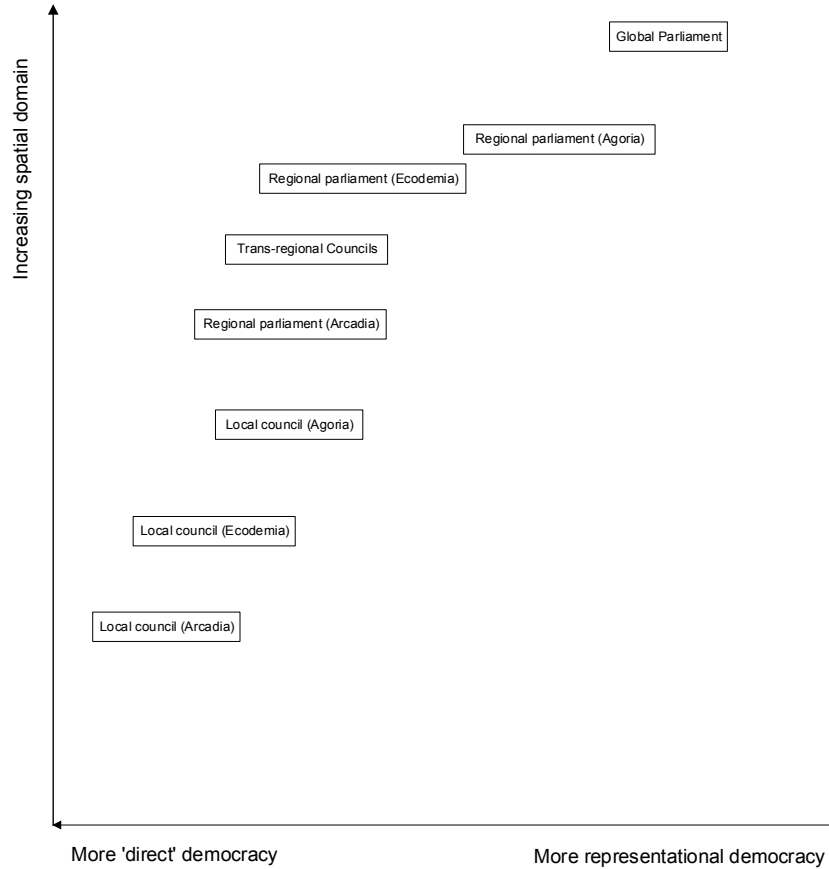 Increasing spatial domain
Global Parliament
Regional parliament (Agoria)
Regional parliament (Ecodemia)
Trans-regional Councils
Regional parliament (Arcadia)
Local council (Agoria)
Local council (Ecodemia)
Local council (Arcadia)
More 'direct' democracy
More representational democracy